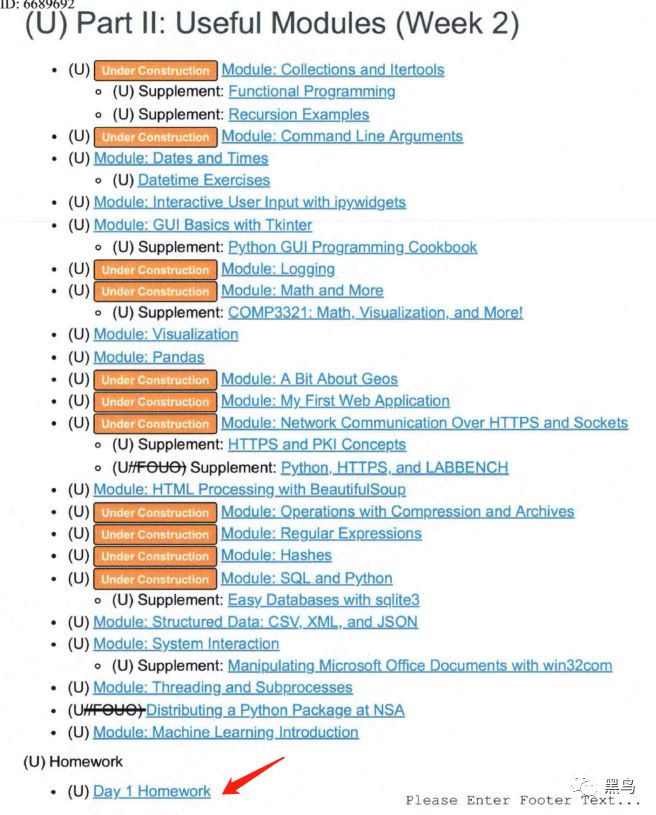 ID: 6689692
(U) Part II: Useful Modules (Week 2)
• (U) Under Construction Module: Collections and Itertools
◦ (U) Supplement: Functional Programming
◦ (U) Supplement: Recursion Examples
• (U) Under Construction Module: Command Line Arguments
• (U) Module: Dates and Times
◦ (U) Datetime Exercises
• (U) Module: Interactive User Input with ipywidgets
• (U) Module: GUI Basics with Tkinter
◦ (U) Supplement: Python GUI Programming Cookbook
• (U) Under Construction Module: Logging
• (U) Under Construction Module: Math and More
◦ (U) Supplement: COMP3321: Math, Visualization, and More!
• (U) Module: Visualization
• (U) Module: Pandas
• (U) Under Construction Module: A Bit About Geos
• (U) Under Construction Module: My First Web Application
• (U) Under Construction Module: Network Communication Over HTTPS and Sockets
◦ (U) Supplement: HTTPS and PKI Concepts
◦ (U//FOUO) Supplement: Python, HTTPS, and LABBENCH
• (U) Module: HTML Processing with BeautifulSoup
• (U) Under Construction Module: Operations with Compression and Archives
• (U) Under Construction Module: Regular Expressions
• (U) Under Construction Module: Hashes
• (U) Under Construction Module: SQL and Python
◦ (U) Supplement: Easy Databases with sqlite3
• (U) Module: Structured Data: CSV, XML, and JSON
• (U) Module: System Interaction
◦ (U) Supplement: Manipulating Microsoft Office Documents with win32com
• (U) Module: Threading and Subprocesses
• (U//FOUO) Distributing a Python Package at NSA
• (U) Module: Machine Learning Introduction
(U) Homework
• (U) Day 1 Homework
黑鸟
Please Enter Footer Text...